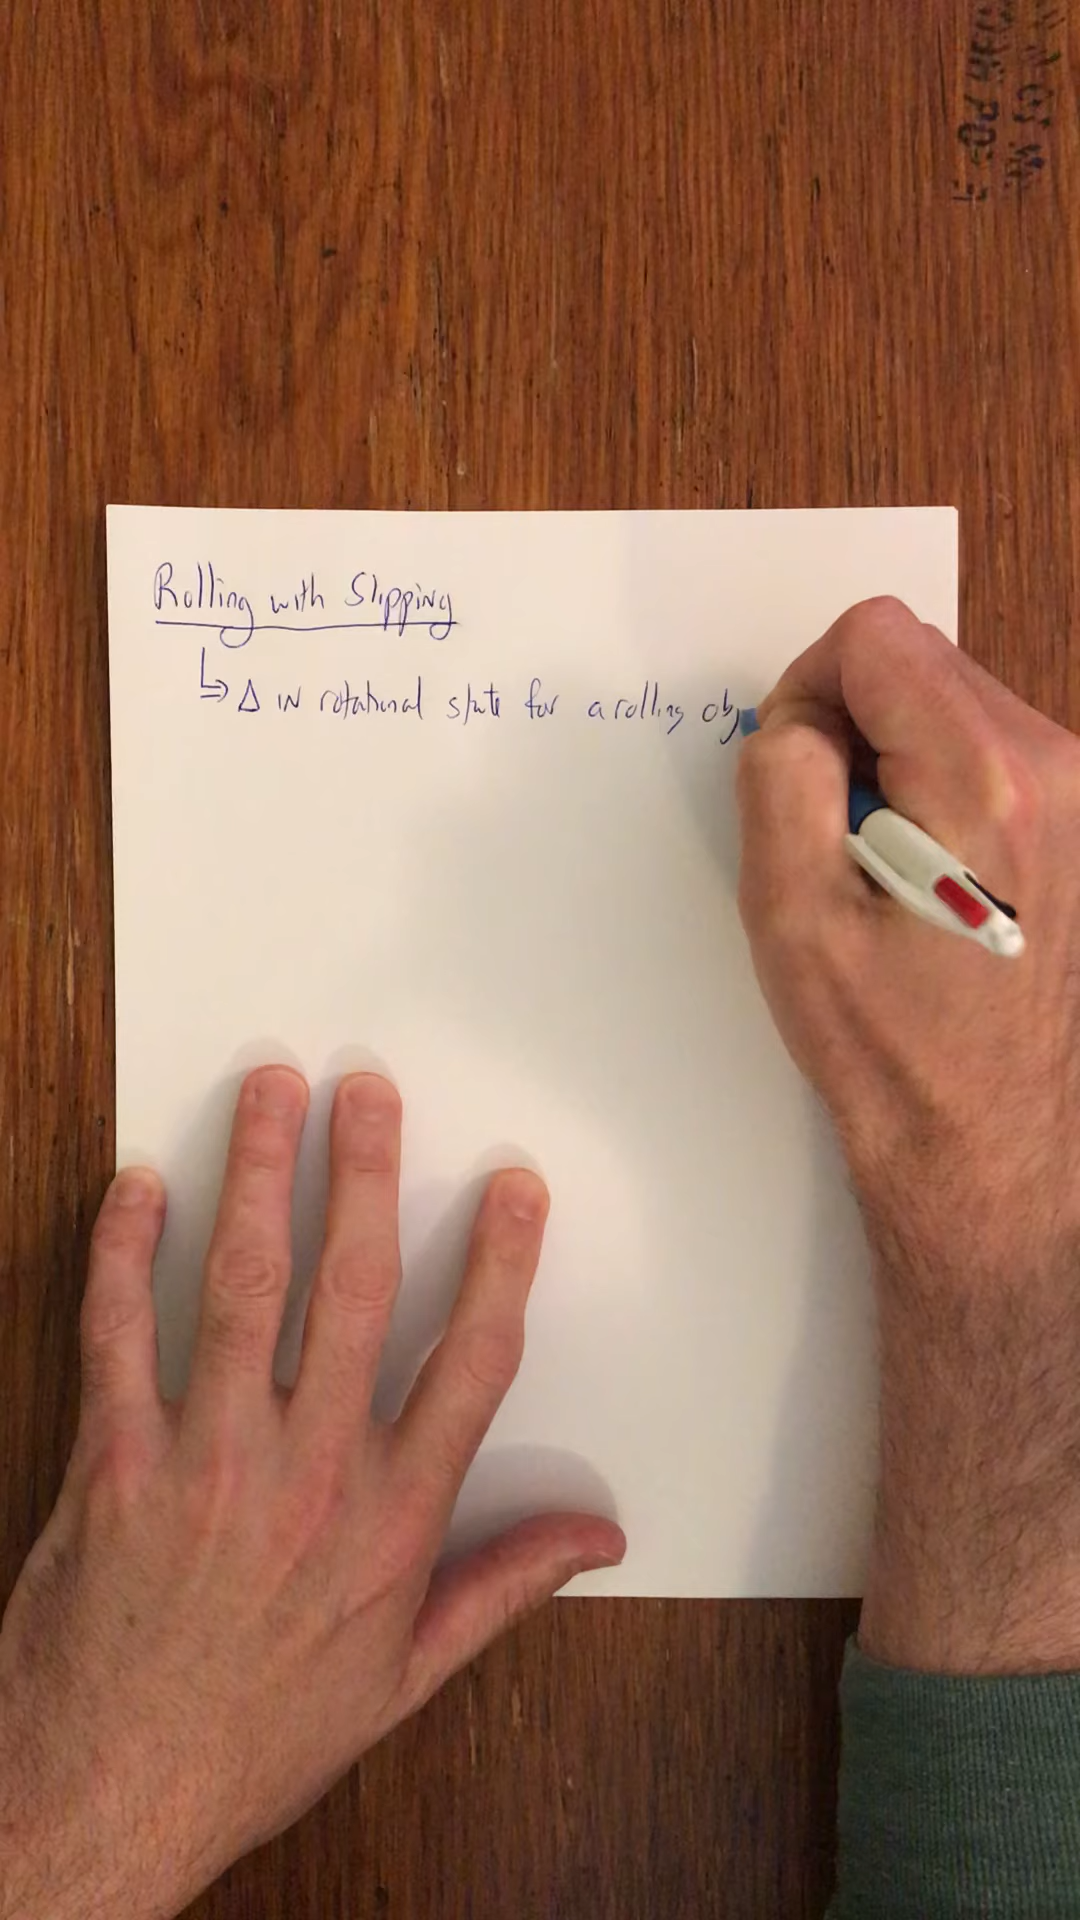 Rolling with Slipping
↳ Δ in rotational state for a rolling obj